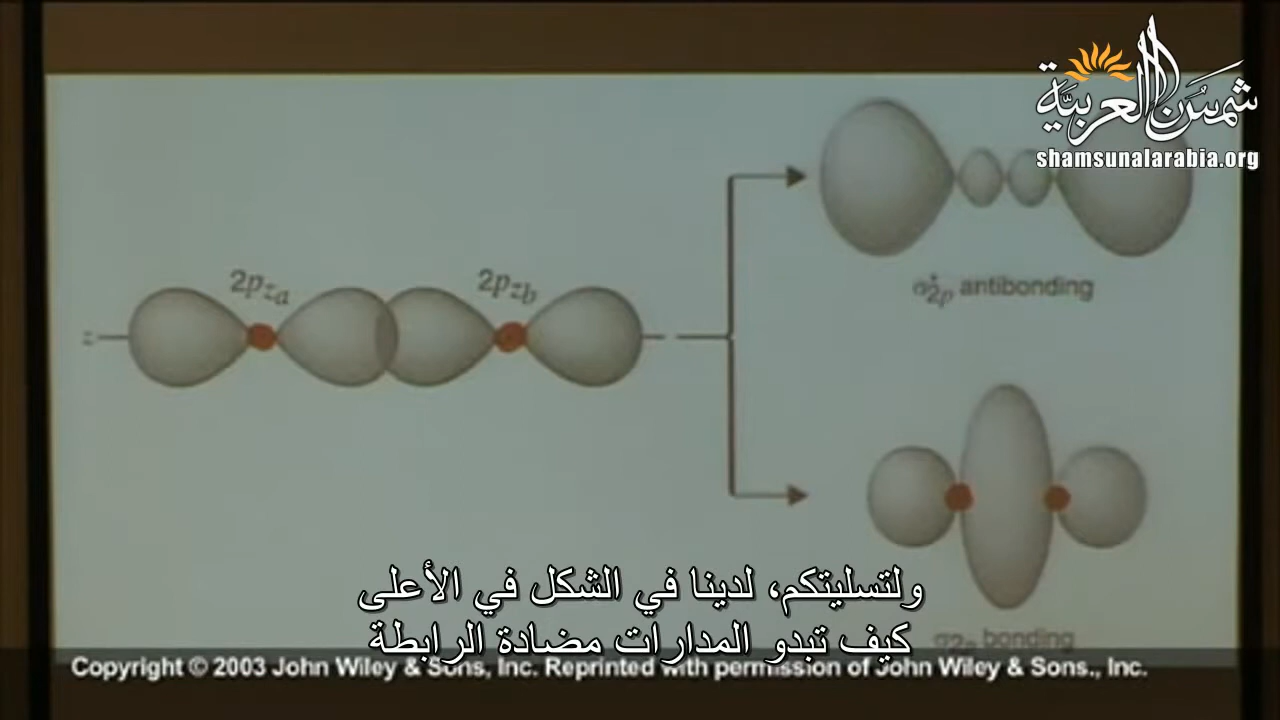 شمس العربية
shamsunalarabia.org
2pza
2pzb
z
σ*2p antibonding
σ2p bonding
ولتسليتكم، لدينا في الشكل في الأعلى
كيف تبدو المدارات مضادة الرابطة
Copyright © 2003 John Wiley & Sons, Inc. Reprinted with permission of John Wiley & Sons., Inc.